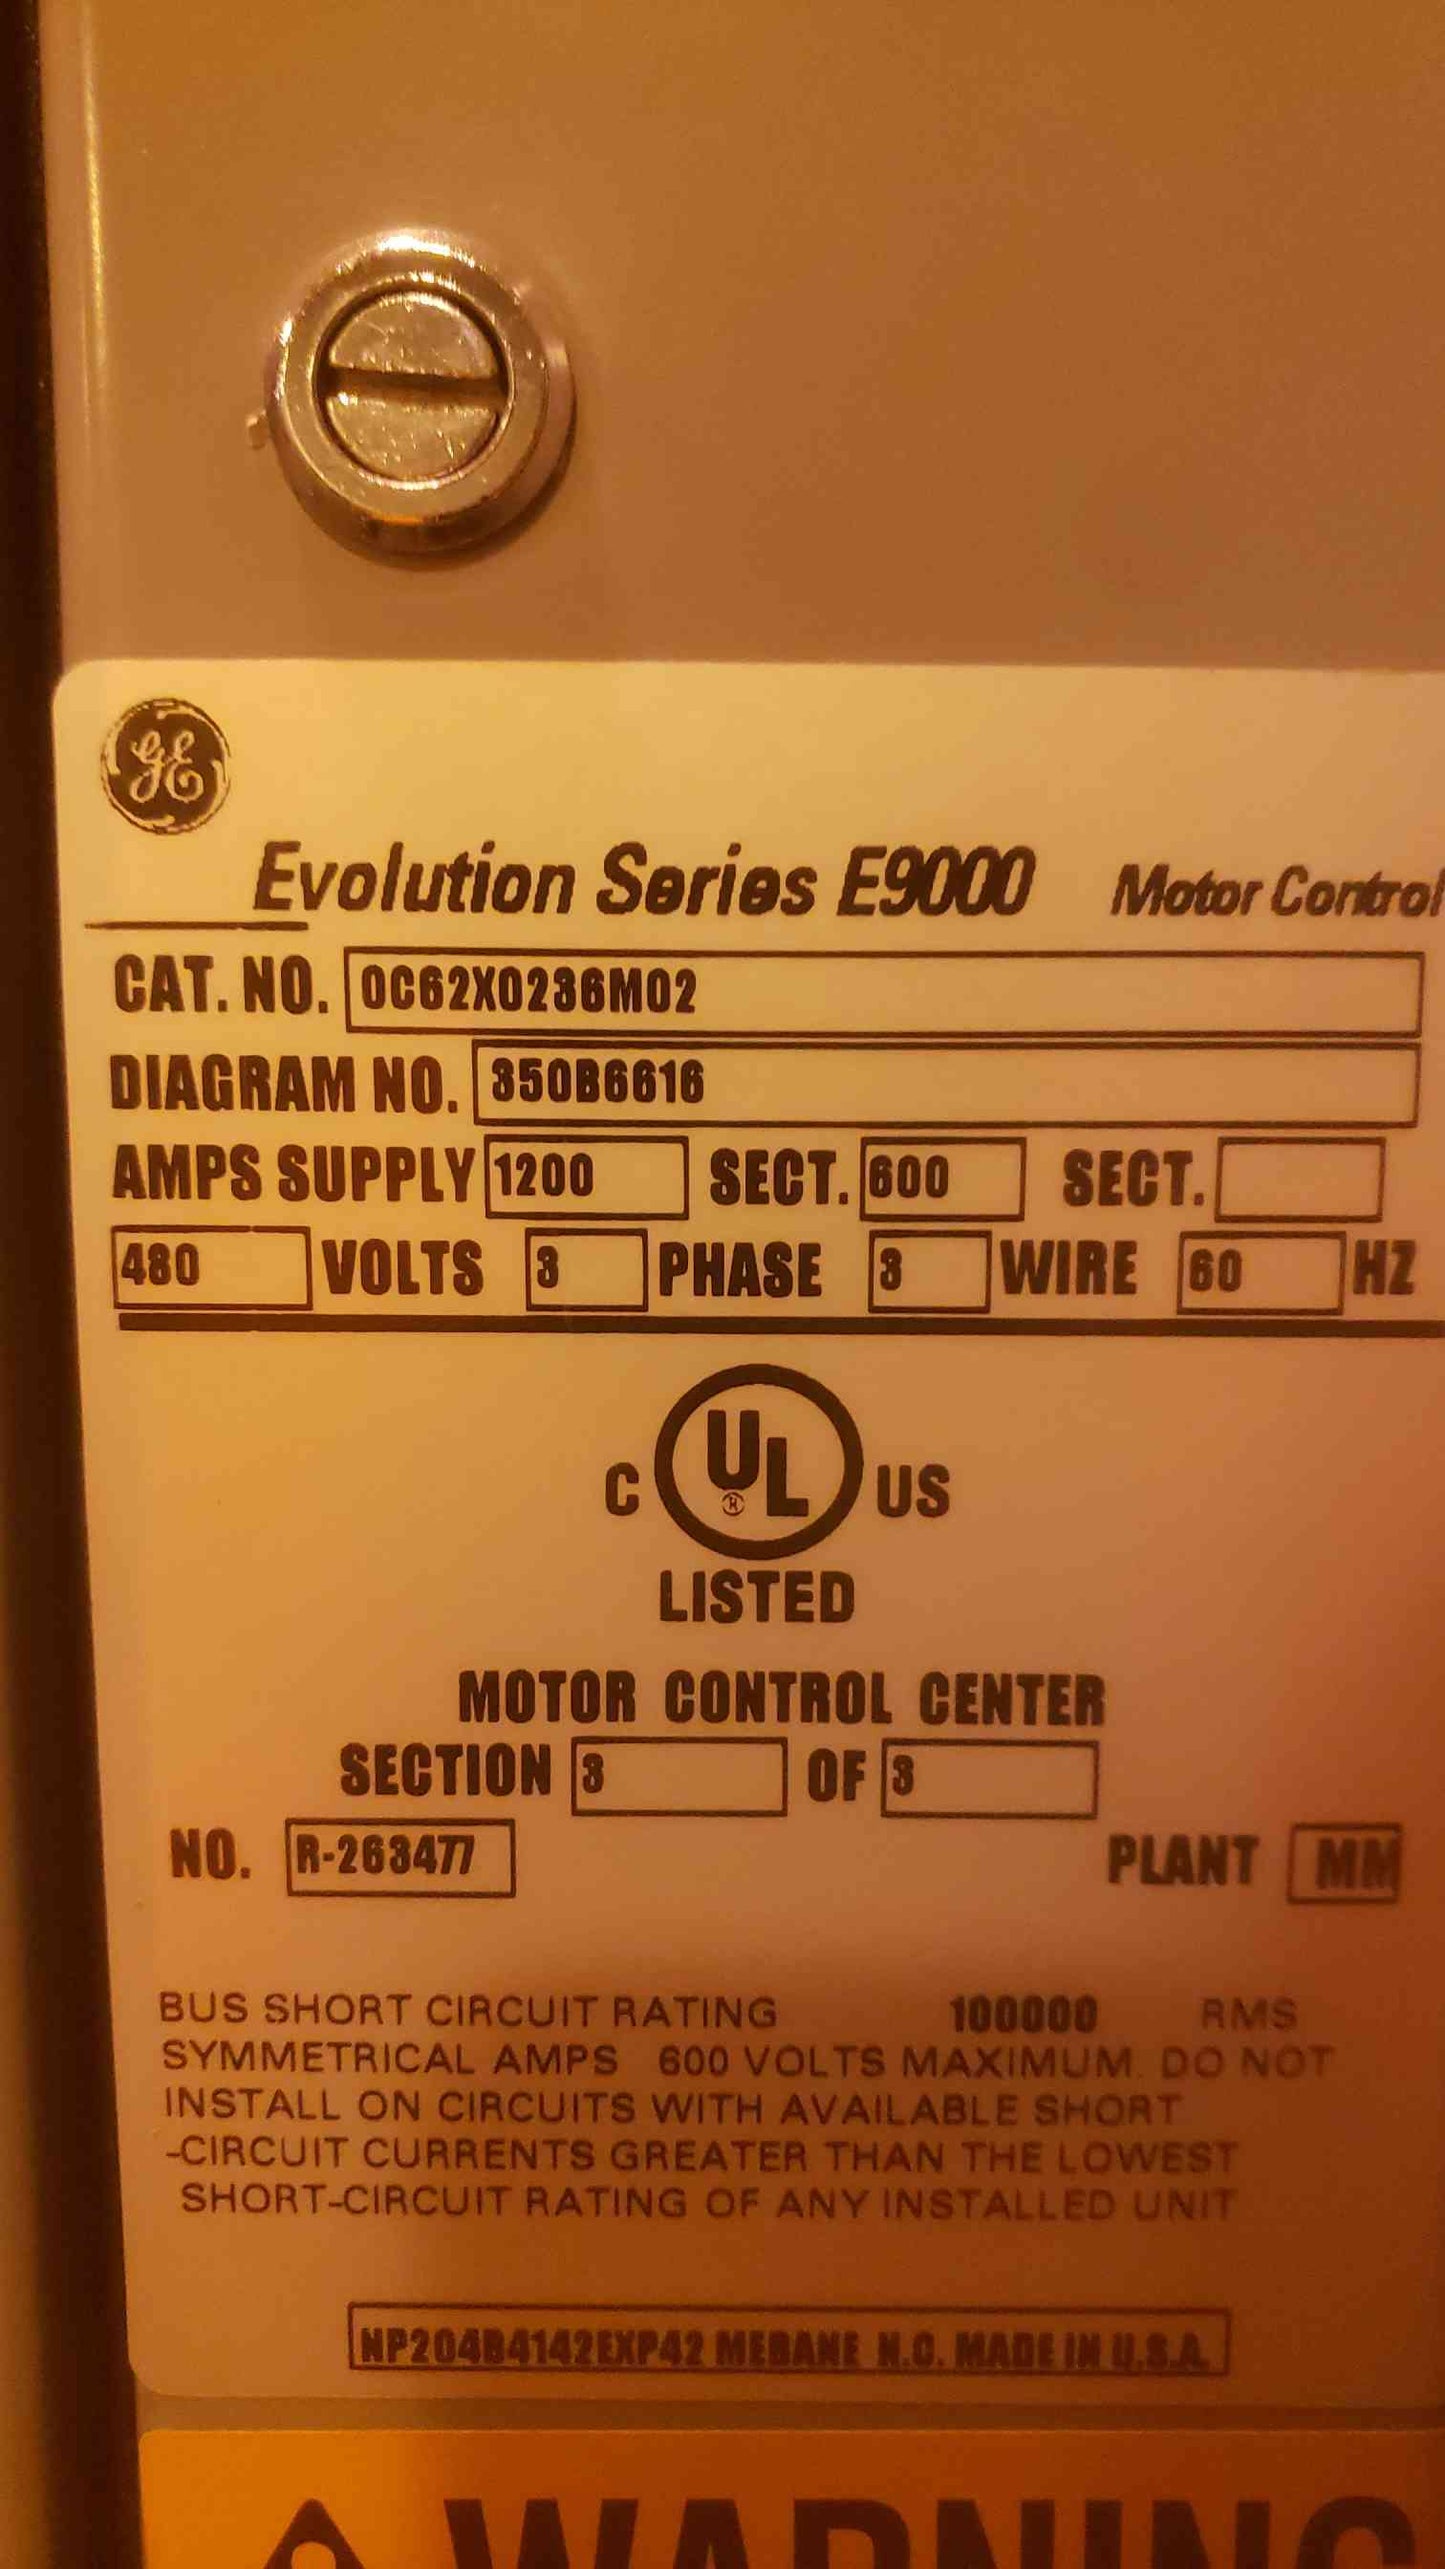 GE
Evolution Series E9000 Motor Control
CAT. NO. 0C62X0236M02
DIAGRAM NO. 350B6616
AMPS SUPPLY 1200 SECT. 600 SECT.
480 VOLTS 3 PHASE 3 WIRE 60 HZ
C UL US
LISTED
MOTOR CONTROL CENTER
SECTION 3 OF 3
NO. R-263477 PLANT MM
BUS SHORT CIRCUIT RATING 100000 RMS
SYMMETRICAL AMPS 600 VOLTS MAXIMUM. DO NOT
INSTALL ON CIRCUITS WITH AVAILABLE SHORT
-CIRCUIT CURRENTS GREATER THAN THE LOWEST
SHORT-CIRCUIT RATING OF ANY INSTALLED UNIT
NP204B4142EXP42 MEBANE N.C. MADE IN U.S.A.
WARNING